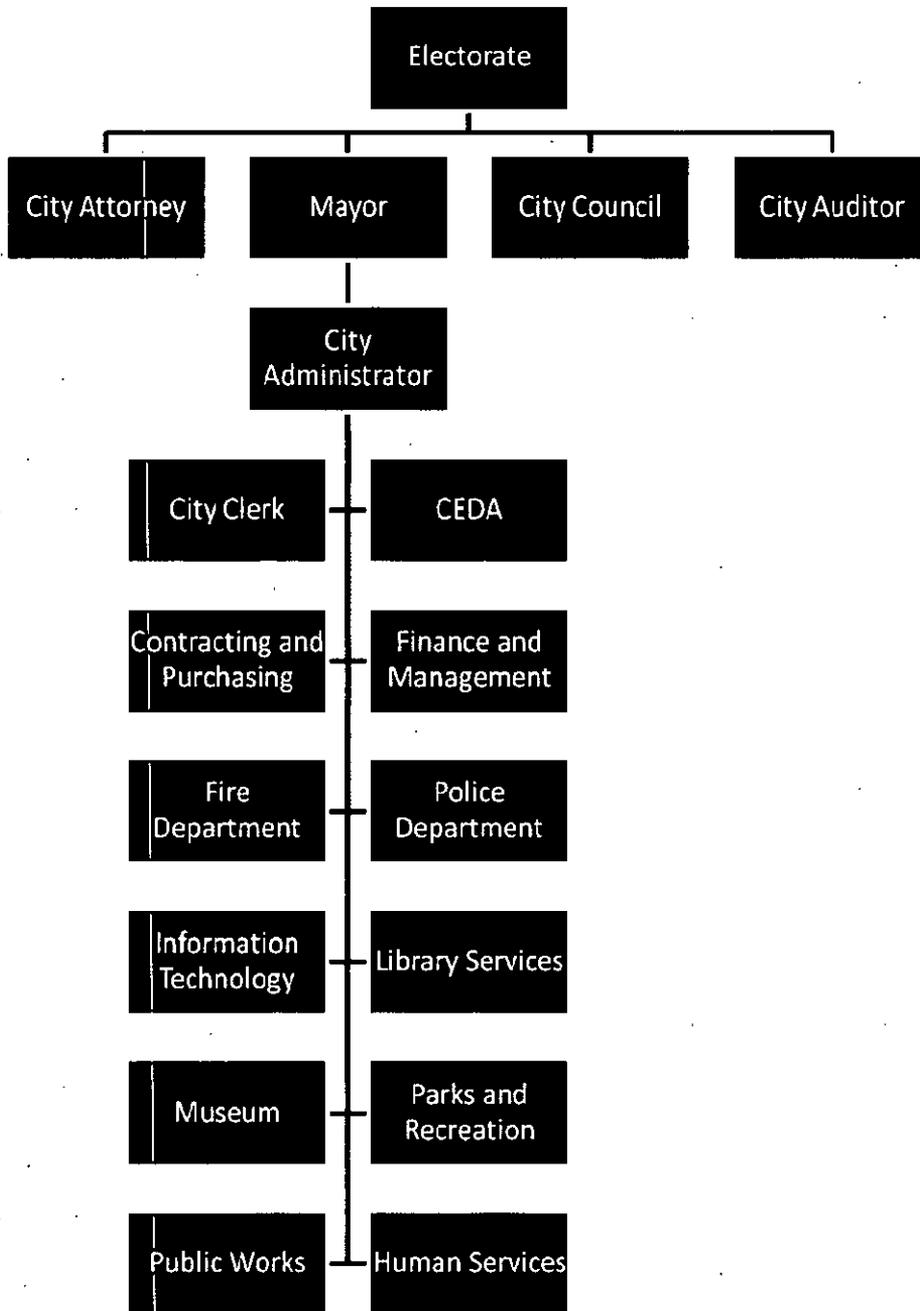 Electorate
City Attorney
Mayor
City Council
City Auditor
City
Administrator
City Clerk
CEDA
Contracting and
Purchasing
Finance and
Management
Fire
Department
Police
Department
Information
Technology
Library Services
Museum
Parks and
Recreation
Public Works
Human Services